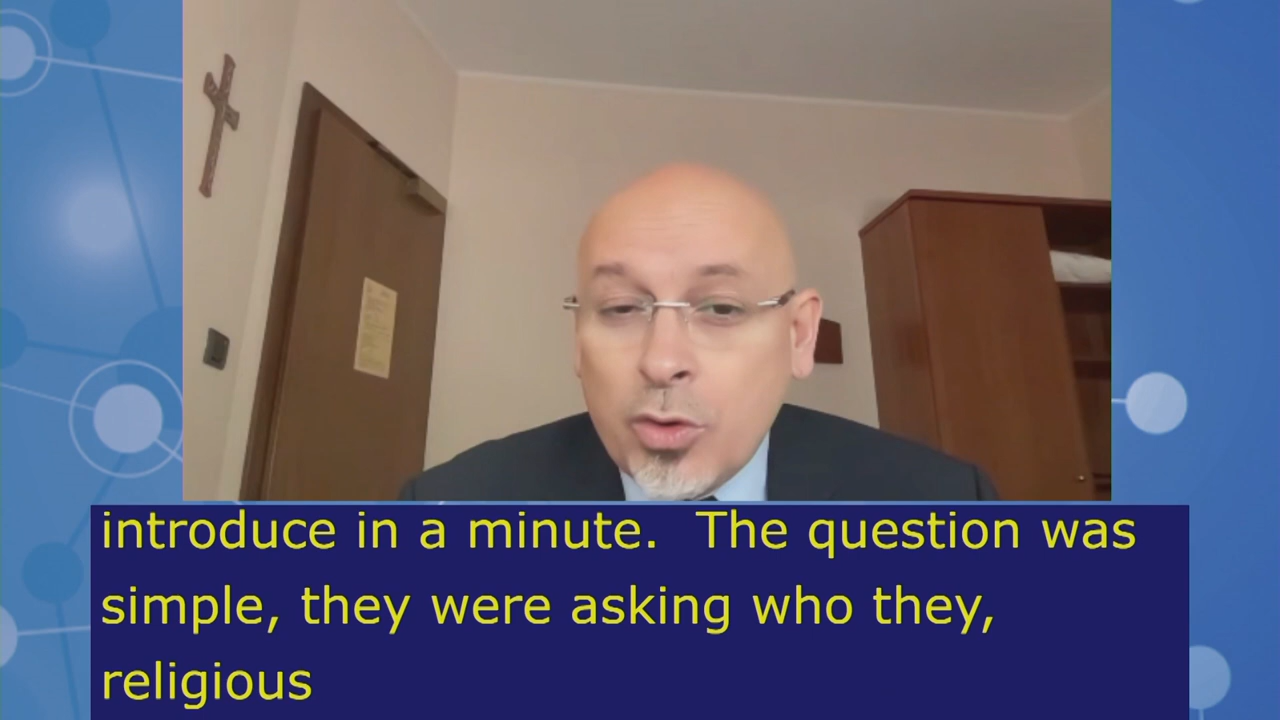 introduce in a minute.  The question was
simple, they were asking who they,
religious